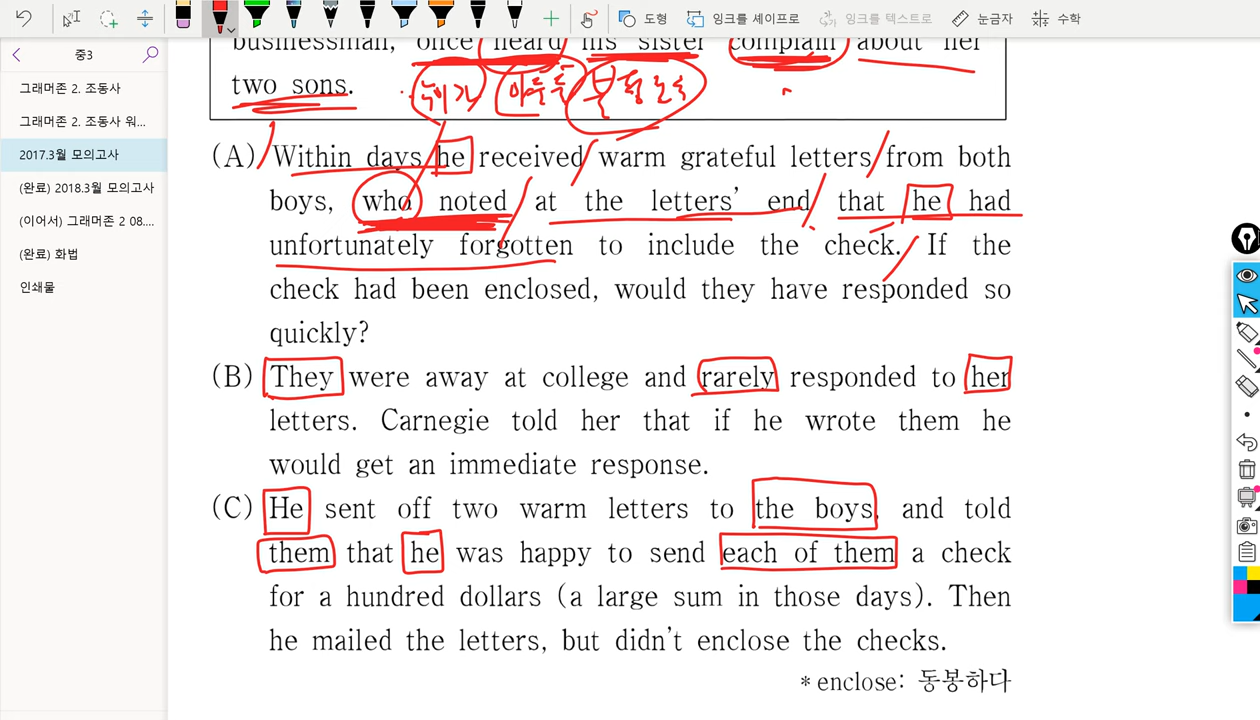 도형
잉크를 셰이프로
잉크를 텍스트로
눈금자
수학
중3
그래머존 2. 조동사
그래머존 2. 조동사 워...
2017.3월 모의고사
(완료) 2018.3월 모의고사
(이어서) 그래머존 2 08....
(완료) 화법
인쇄물
businessman, once heard his sister complain about her
two sons.
누이가 아들들
(A) Within days he received warm grateful letters from both
boys, who noted at the letters’ end that he had
unfortunately forgotten to include the check. If the
check had been enclosed, would they have responded so
quickly?
(B) They were away at college and rarely responded to her
letters. Carnegie told her that if he wrote them he
would get an immediate response.
(C) He sent off two warm letters to the boys, and told
them that he was happy to send each of them a check
for a hundred dollars (a large sum in those days). Then
he mailed the letters, but didn’t enclose the checks.
* enclose: 동봉하다